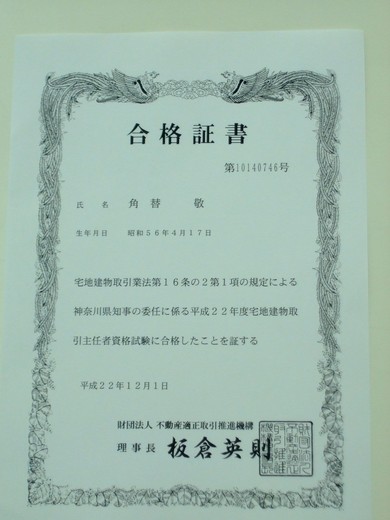 合格証書
第10140746号
氏名 角替 敬
生年月日 昭和56年4月17日
宅地建物取引業法第16条の2第1項の規定による
神奈川県知事の委任に係る平成22年度宅地建物取
引主任者資格試験に合格したことを証する
平成22年12月1日
財団法人 不動産適正取引推進機構
理事長 板倉英則